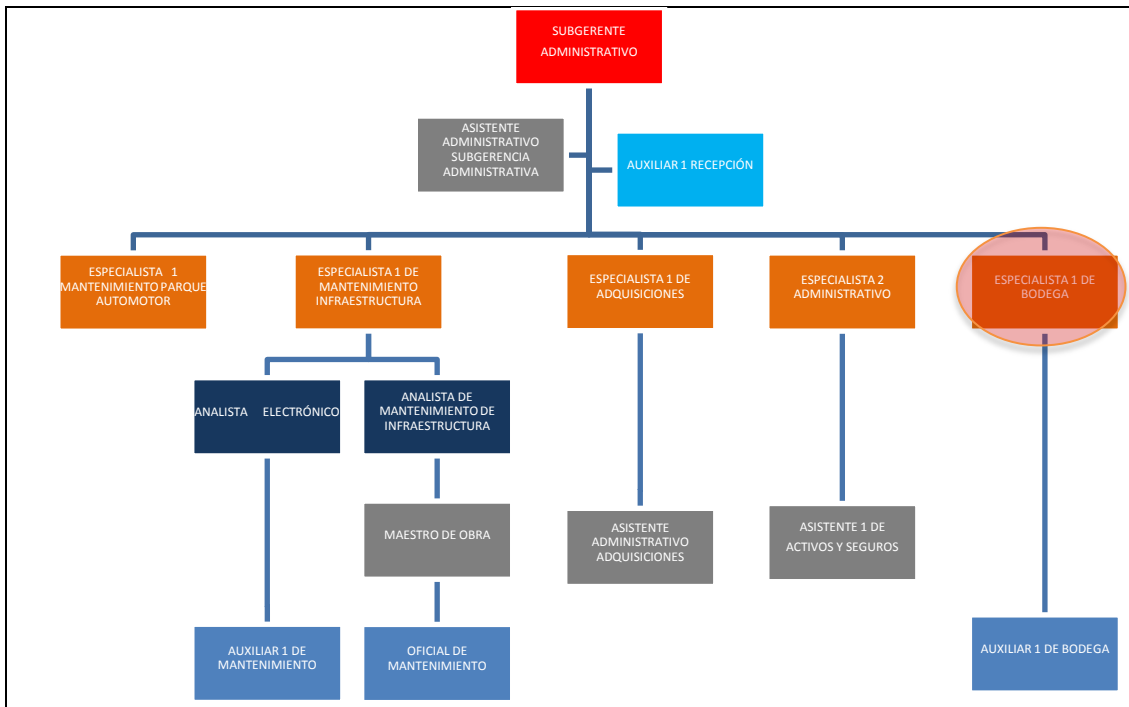 SUBGERENTE
ADMINISTRATIVO
ASISTENTE
ADMINISTRATIVO
SUBGERENCIA
ADMINISTRATIVA
AUXILIAR 1 RECEPCIÓN
ESPECIALISTA 1
MANTENIMIENTO PARQUE
AUTOMOTOR
ESPECIALISTA 1 DE
MANTENIMIENTO
INFRAESTRUCTURA
ESPECIALISTA 1 DE
ADQUISICIONES
ESPECIALISTA 2
ADMINISTRATIVO
ESPECIALISTA 1 DE
BODEGA
ANALISTA ELECTRÓNICO
ANALISTA DE
MANTENIMIENTO DE
INFRAESTRUCTURA
MAESTRO DE OBRA
ASISTENTE
ADMINISTRATIVO
ADQUISICIONES
ASISTENTE 1 DE
ACTIVOS Y SEGUROS
AUXILIAR 1 DE
MANTENIMIENTO
OFICIAL DE
MANTENIMIENTO
AUXILIAR 1 DE BODEGA